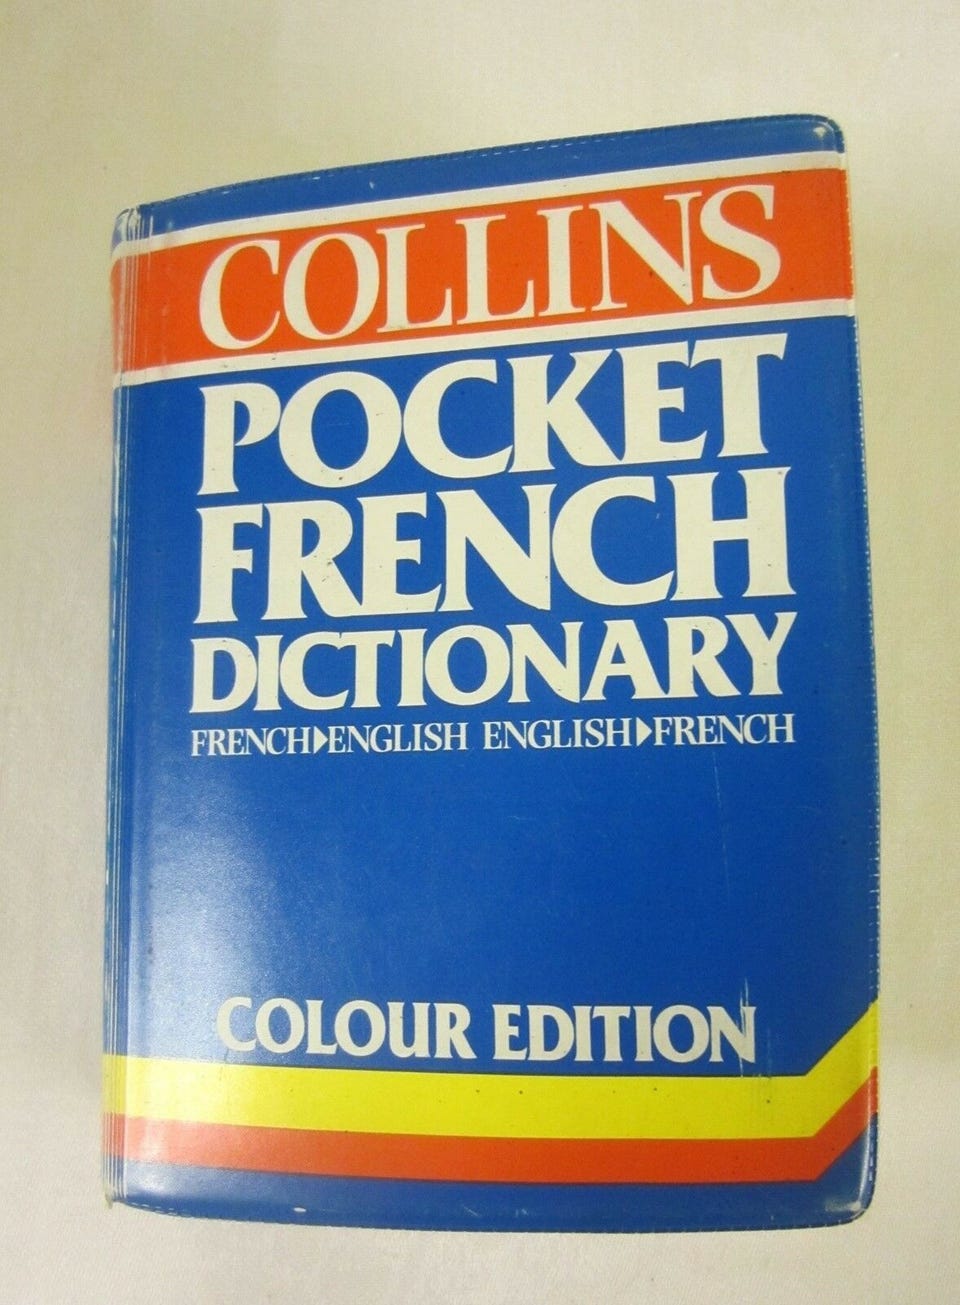 COLLINS
POCKET
FRENCH
DICTIONARY
FRENCH▶ENGLISH ENGLISH▶FRENCH
COLOUR EDITION